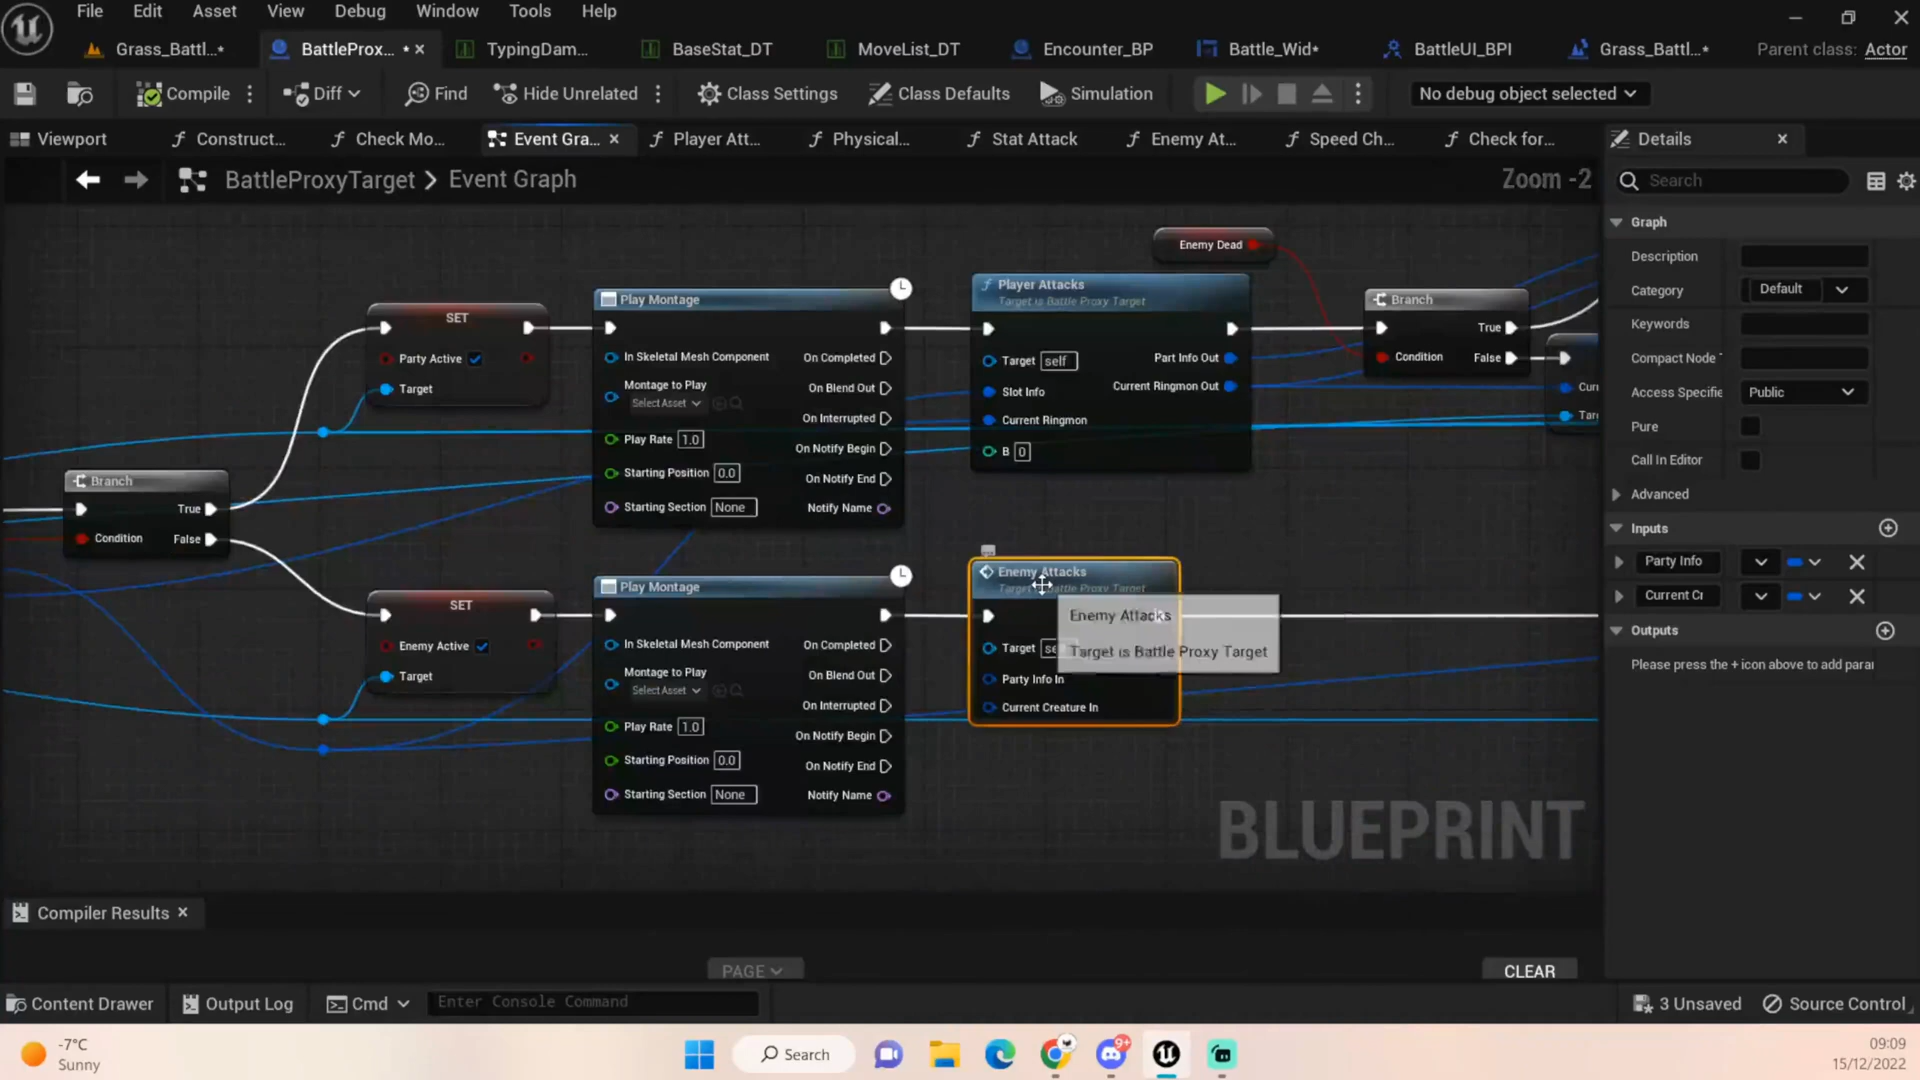 File Edit Asset View Debug Window Tools Help
Grass_Battl...* BattleProx... * TypingDam... BaseStat_DT MoveList_DT Encounter_BP Battle_Wid* BattleUI_BPI Grass_Battl...* Parent class: Actor
Compile Diff Find Hide Unrelated Class Settings Class Defaults Simulation No debug object selected
Viewport Construct... Check Mo... Event Gra... Player Att... Physical... Stat Attack Enemy At... Speed Ch... Check for... Details
BattleProxyTarget > Event Graph Zoom -2
Search
Graph
Description
Category Default
Keywords
Compact Node T
Access Specifie Public
Pure
Call In Editor
Advanced
Inputs
Party Info
Current Cr
Outputs
Please press the + icon above to add parar
Enemy Dead
SET
Party Active
Target
Play Montage
In Skeletal Mesh Component On Completed
Montage to Play
Select Asset
On Blend Out
On Interrupted
Play Rate 1.0
On Notify Begin
Starting Position 0.0
On Notify End
Starting Section None
Notify Name
Player Attacks
Target is Battle Proxy Target
Target self
Part Info Out
Slot Info
Current Ringmon Out
Current Ringmon
B 0
Branch
True
Condition False
Curr
Targ
Branch
True
Condition False
SET
Enemy Active
Target
Play Montage
In Skeletal Mesh Component On Completed
Montage to Play
Select Asset
On Blend Out
On Interrupted
Play Rate 1.0
On Notify Begin
Starting Position 0.0
On Notify End
Starting Section None
Notify Name
Enemy Attacks
Target is Battle Proxy Target
Target se
Party Info In
Current Creature In
Enemy Attacks
Target is Battle Proxy Target
BLUEPRINT
Compiler Results
PAGE CLEAR
Content Drawer Output Log Cmd Enter Console Command 3 Unsaved Source Control
-7°C
Sunny
Search
9+
09:09
15/12/2022